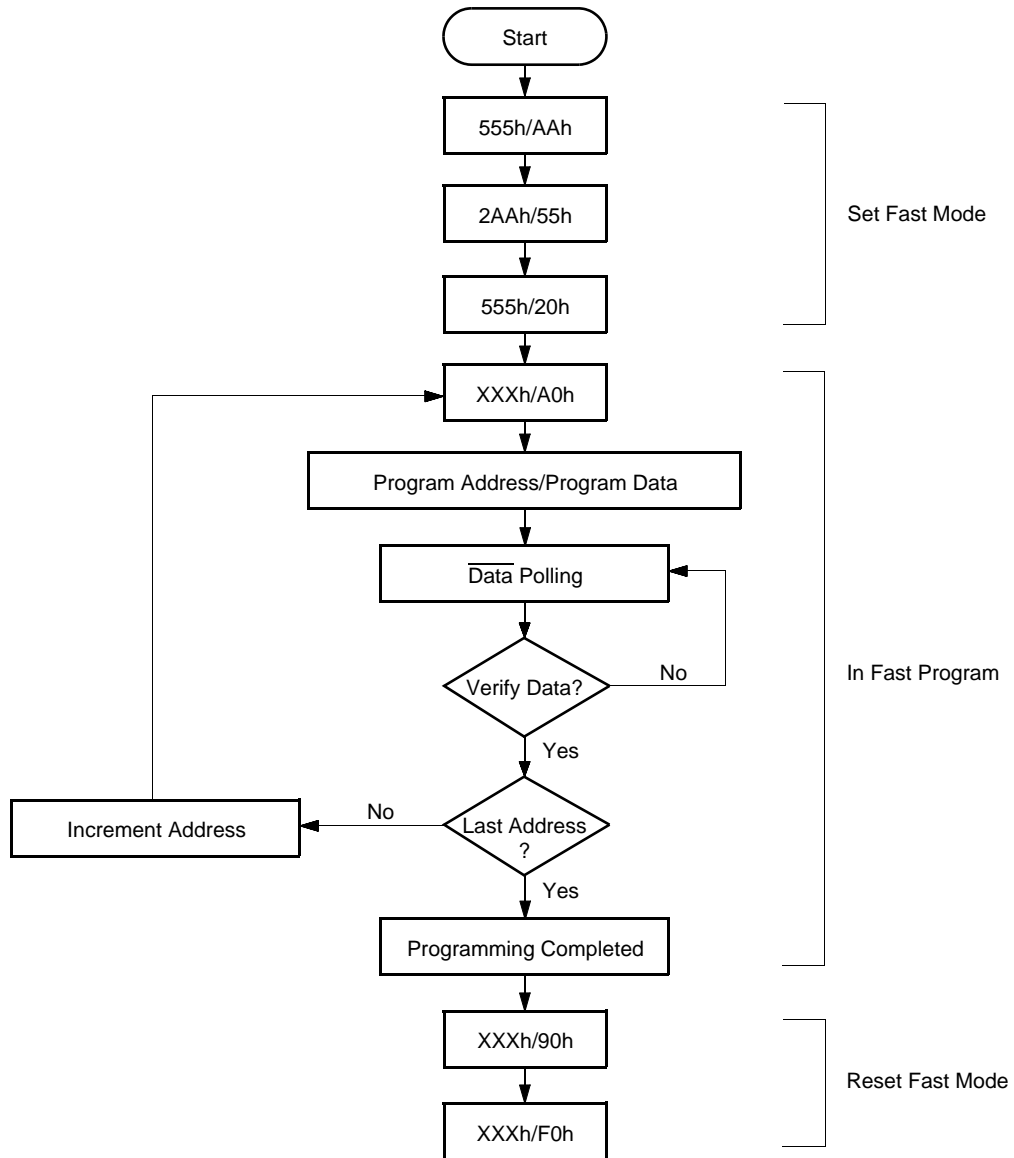 Start
555h/AAh
2AAh/55h
Set Fast Mode
555h/20h
XXXh/A0h
Program Address/Program Data
Data Polling
Verify Data?
No
In Fast Program
Yes
Increment Address
No
Last Address
?
Yes
Programming Completed
XXXh/90h
Reset Fast Mode
XXXh/F0h